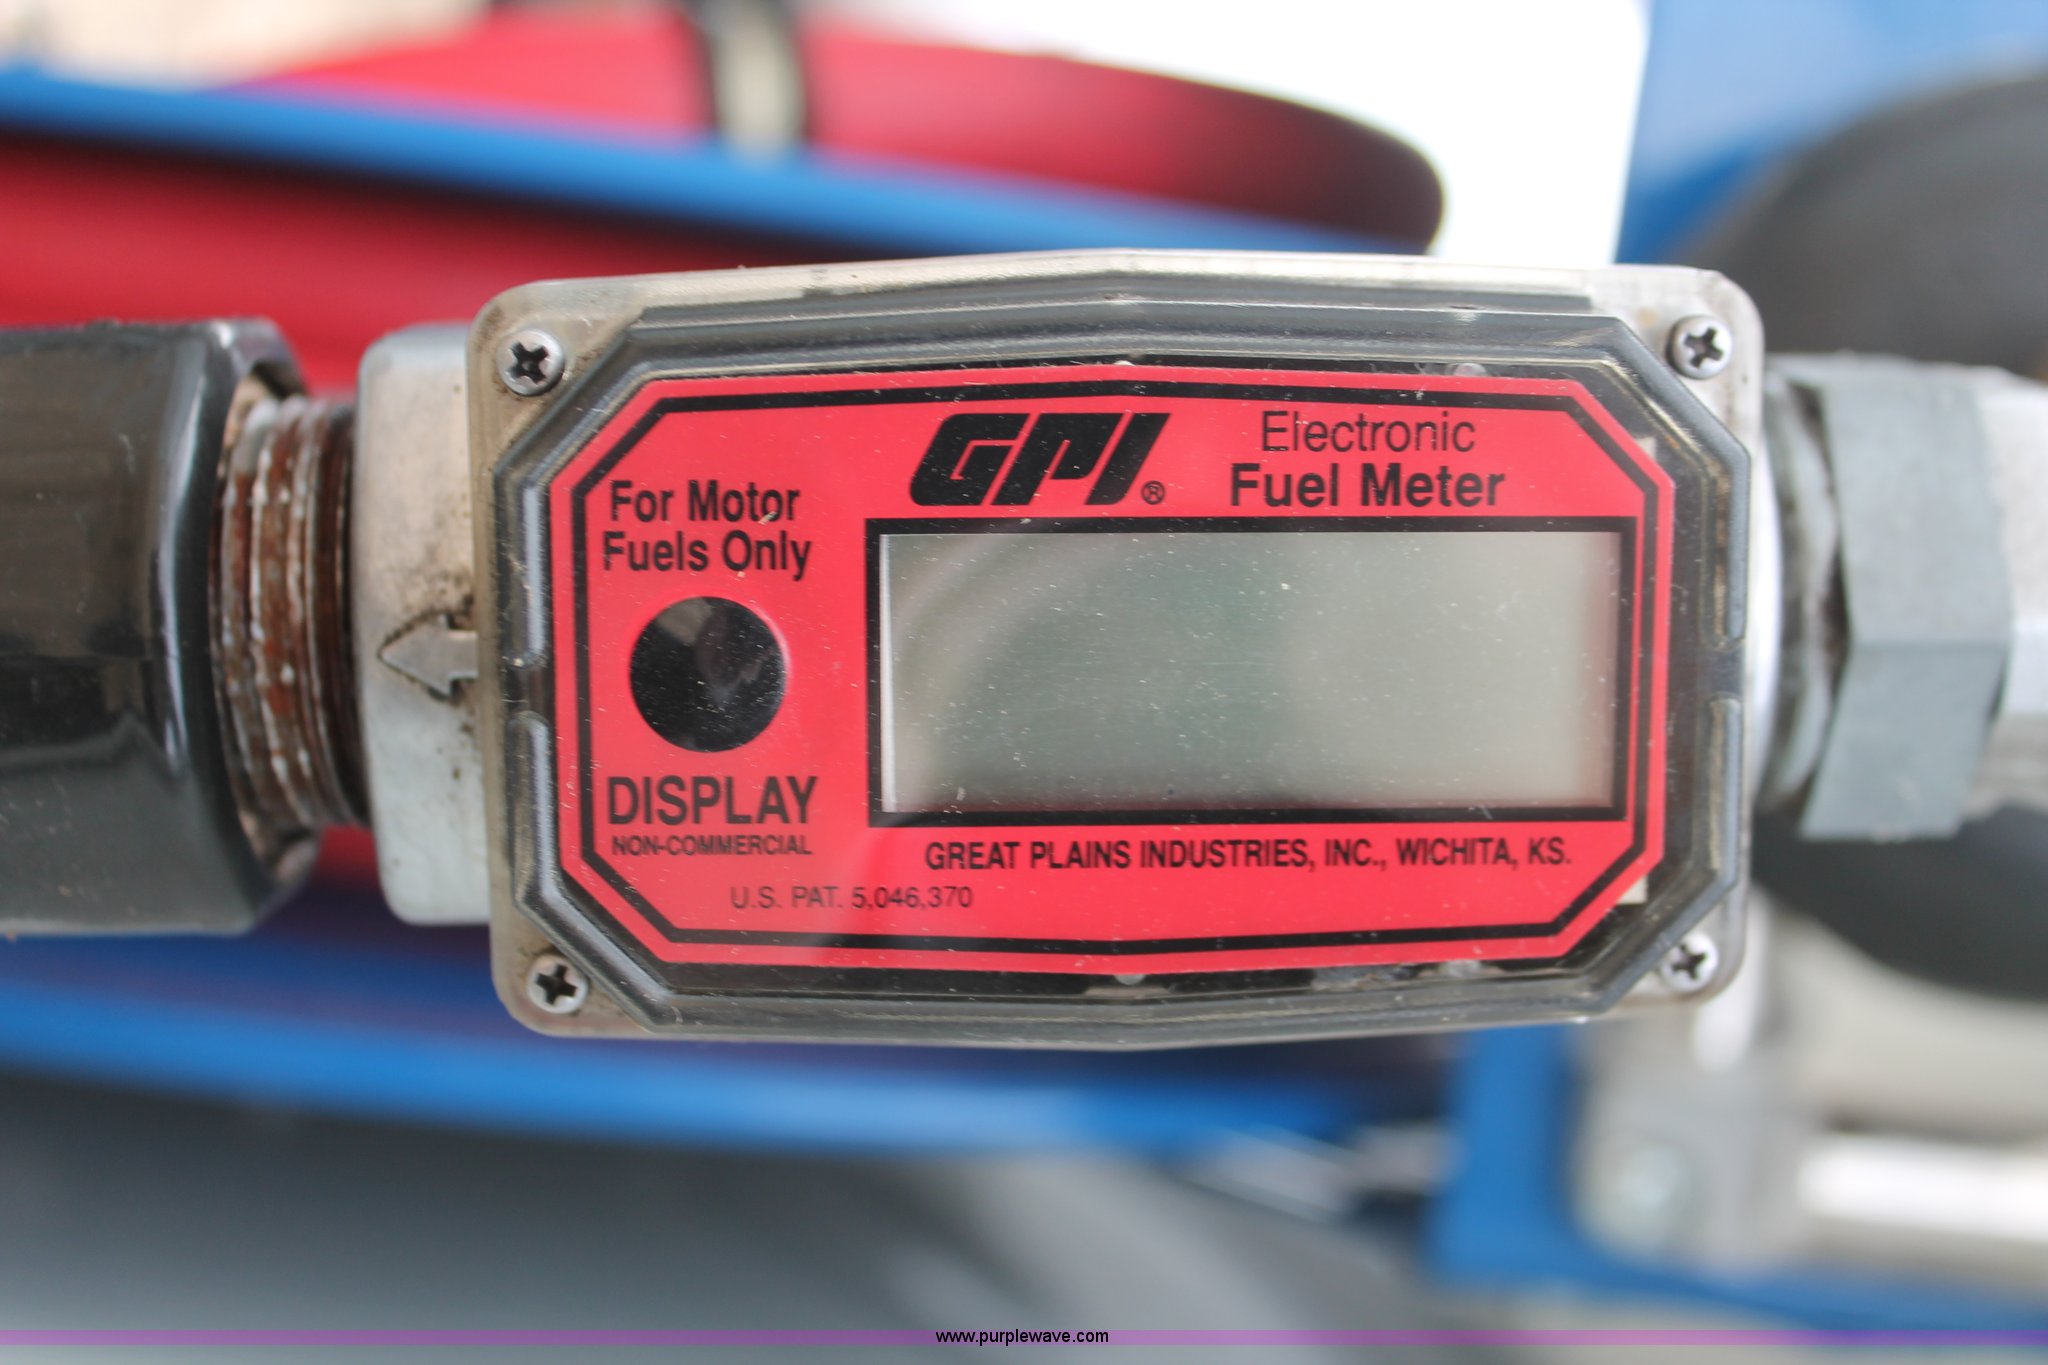 GPI®
Electronic
Fuel Meter
For Motor
Fuels Only
DISPLAY
NON-COMMERCIAL
GREAT PLAINS INDUSTRIES, INC., WICHITA, KS.
U.S. PAT. 5,046,370
www.purplewave.com